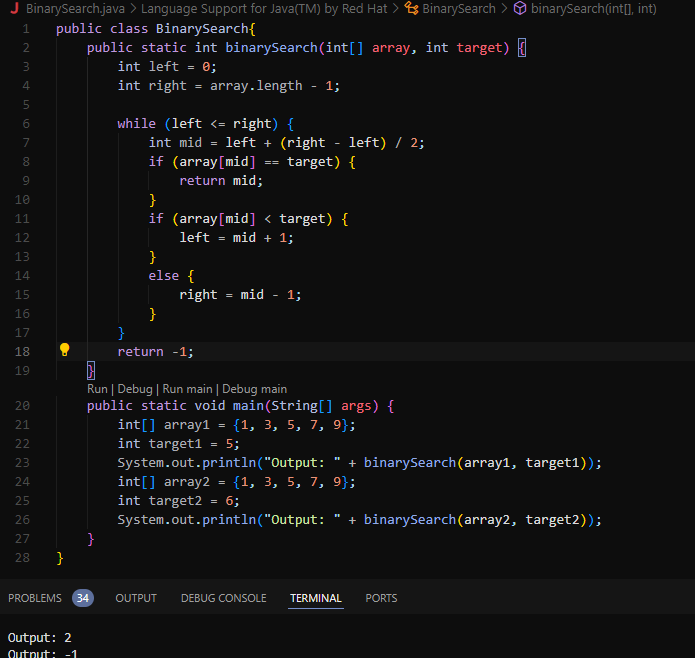 J BinarySearch.java > Language Support for Java(TM) by Red Hat > BinarySearch > binarySearch(int[], int)
1 public class BinarySearch{
2     public static int binarySearch(int[] array, int target) {
3         int left = 0;
4         int right = array.length - 1;
5
6         while (left <= right) {
7             int mid = left + (right - left) / 2;
8             if (array[mid] == target) {
9                 return mid;
10             }
11             if (array[mid] < target) {
12                 left = mid + 1;
13             }
14             else {
15                 right = mid - 1;
16             }
17         }
18         return -1;
19     }
Run | Debug | Run main | Debug main
20     public static void main(String[] args) {
21         int[] array1 = {1, 3, 5, 7, 9};
22         int target1 = 5;
23         System.out.println("Output: " + binarySearch(array1, target1));
24         int[] array2 = {1, 3, 5, 7, 9};
25         int target2 = 6;
26         System.out.println("Output: " + binarySearch(array2, target2));
27     }
28 }
PROBLEMS 34 OUTPUT DEBUG CONSOLE TERMINAL PORTS
Output: 2
Output: -1